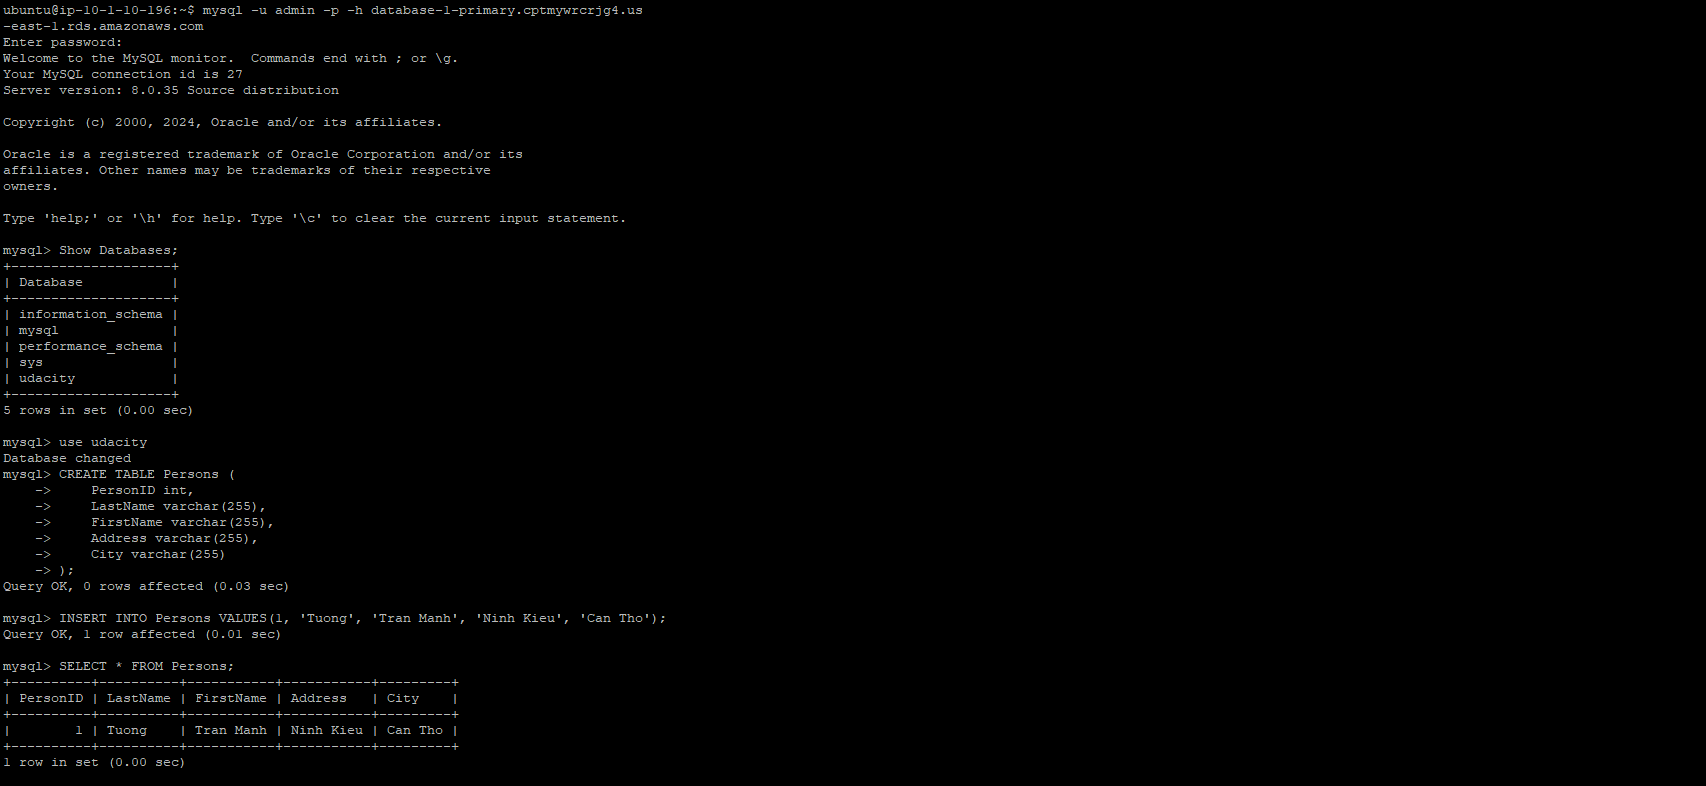 ubuntu@ip-10-1-10-196:~$ mysql -u admin -p -h database-1-primary.cptmywrcrjg4.us
-east-1.rds.amazonaws.com
Enter password:
Welcome to the MySQL monitor.  Commands end with ; or \g.
Your MySQL connection id is 27
Server version: 8.0.35 Source distribution

Copyright (c) 2000, 2024, Oracle and/or its affiliates.

Oracle is a registered trademark of Oracle Corporation and/or its
affiliates. Other names may be trademarks of their respective
owners.

Type 'help;' or '\h' for help. Type '\c' to clear the current input statement.

mysql> Show Databases;
+--------------------+
| Database           |
+--------------------+
| information_schema |
| mysql              |
| performance_schema |
| sys                |
| udacity            |
+--------------------+
5 rows in set (0.00 sec)

mysql> use udacity
Database changed
mysql> CREATE TABLE Persons (
    ->     PersonID int,
    ->     LastName varchar(255),
    ->     FirstName varchar(255),
    ->     Address varchar(255),
    ->     City varchar(255)
    -> );
Query OK, 0 rows affected (0.03 sec)

mysql> INSERT INTO Persons VALUES(1, 'Tuong', 'Tran Manh', 'Ninh Kieu', 'Can Tho');
Query OK, 1 row affected (0.01 sec)

mysql> SELECT * FROM Persons;
+----------+----------+-----------+-----------+---------+
| PersonID | LastName | FirstName | Address   | City    |
+----------+----------+-----------+-----------+---------+
|        1 | Tuong    | Tran Manh | Ninh Kieu | Can Tho |
+----------+----------+-----------+-----------+---------+
1 row in set (0.00 sec)